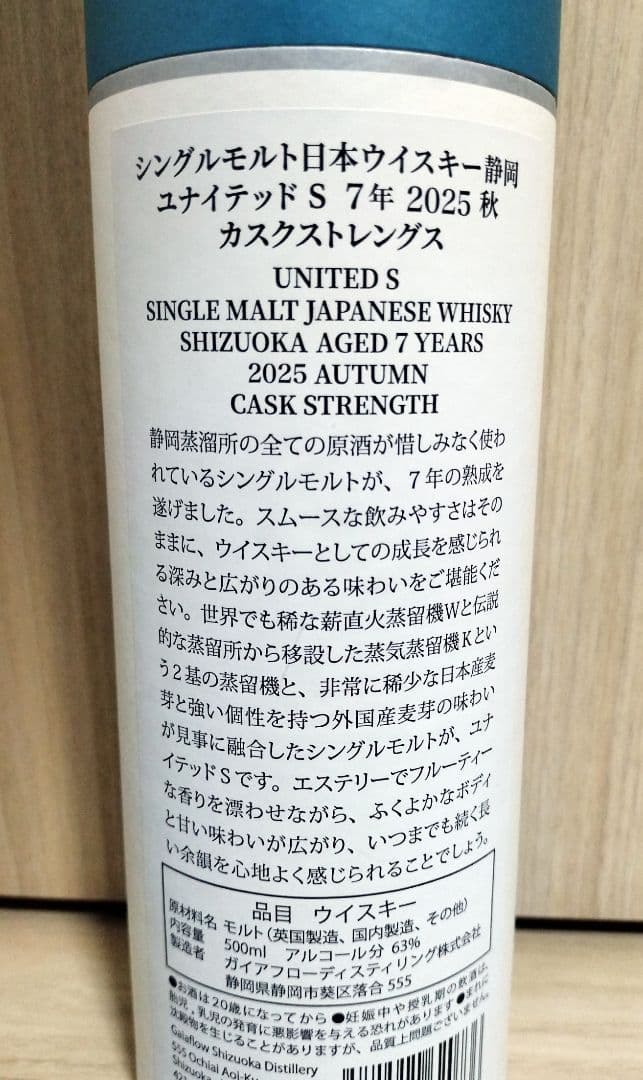 シングルモルト日本ウイスキー静岡
ユナイテッド S 7年 2025 秋
カスクストレングス
UNITED S
SINGLE MALT JAPANESE WHISKY
SHIZUOKA AGED 7 YEARS
2025 AUTUMN
CASK STRENGTH
静岡蒸溜所の全ての原酒が惜しみなく使わ
れているシングルモルトが、7年の熟成を
遂げました。スムースな飲みやすさはその
ままに、ウイスキーとしての成長を感じられ
る深みと広がりのある味わいをご堪能くだ
さい。世界でも稀な薪直火蒸留機Wと伝説
的な蒸留所から移設した蒸気蒸留機Kとい
う2基の蒸留機と、非常に稀少な日本産麦
芽と強い個性を持つ外国産麦芽の味わい
が見事に融合したシングルモルトが、ユナ
イテッドSです。エステリーでフルーティー
な香りを漂わせながら、ふくよかなボディ
と甘い味わいが広がり、いつまでも続く長
い余韻を心地よく感じられることでしょう。
品目 ウイスキー
原材料名 モルト（英国製造、国内製造、その他）
内容量 500ml アルコール分 63%
製造者 ガイアフローディスティリング株式会社
静岡県静岡市葵区落合 555
●お酒は20歳になってから ●妊娠中や授乳期の飲酒は、
胎児・乳児の発育に悪影響を与える恐れがあります ●まれに
沈殿物を生じることがありますが、品質上問題ございません
Gaiaflow Shizuoka Distillery
555 Ochiai Aoi-Ku
Shizuoka